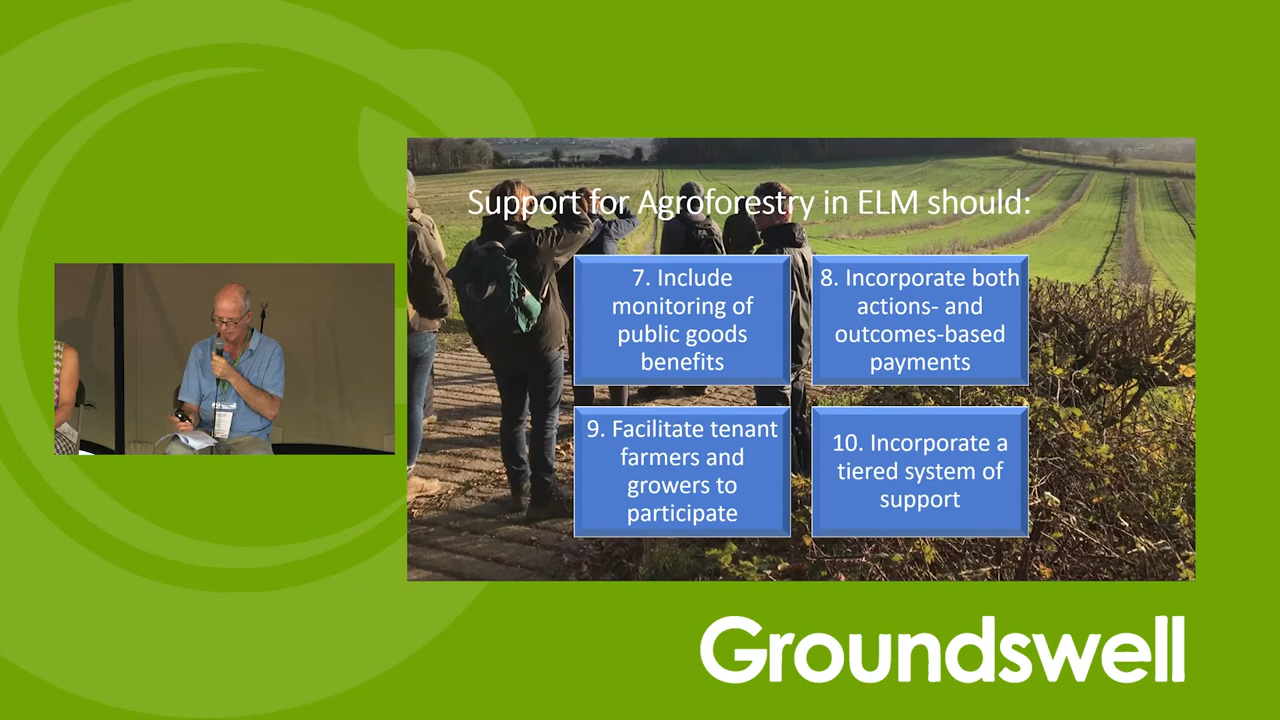 Support for Agroforestry in ELM should:
7. Include
monitoring of
public goods
benefits
8. Incorporate both
actions- and
outcomes-based
payments
9. Facilitate tenant
farmers and
growers to
participate
10. Incorporate a
tiered system of
support
Groundswell